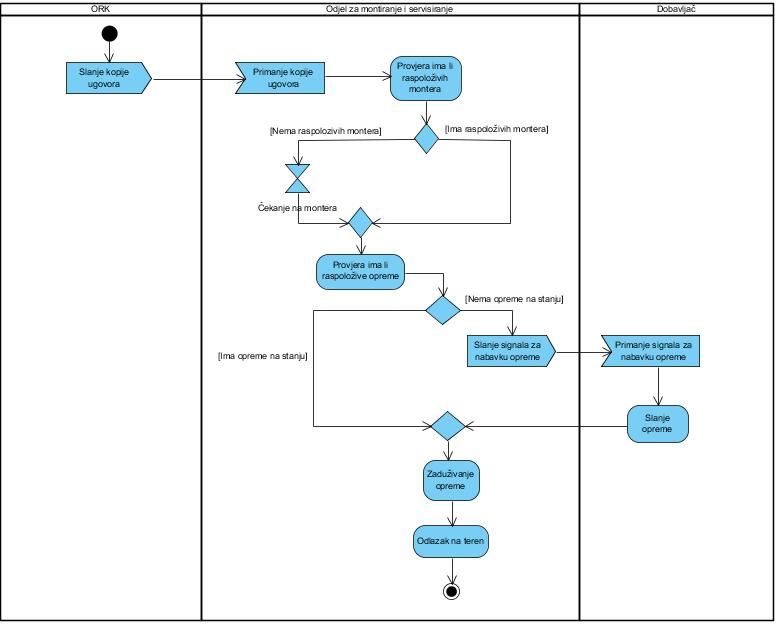 ORK
Odjel za montiranje i servisiranje
Dobavljač
Slanje kopije
ugovora
Primanje kopije
ugovora
Provjera ima li
raspoloživih
montera
[Nema raspolozivih montera]
[Ima raspoloživih montera]
Čekanje na montera
Provjera ima li
raspoložive opreme
[Nema opreme na stanju]
[Ima opreme na stanju]
Slanje signala za
nabavku opreme
Primanje signala za
nabavku opreme
Slanje
opreme
Zaduživanje
opreme
Odlazak na teren